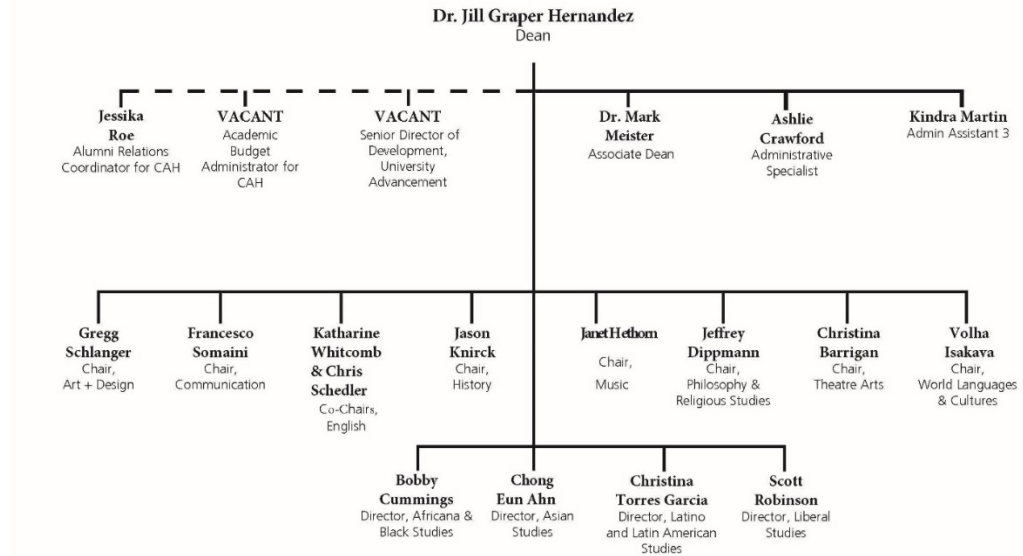 Dr. Jill Graper Hernandez
Dean
Jessika
Roe
Alumni Relations
Coordinator for CAH
VACANT
Academic
Budget
Administrator for
CAH
VACANT
Senior Director of
Development,
University
Advancement
Dr. Mark
Meister
Associate Dean
Ashlie
Crawford
Administrative
Specialist
Kindra Martin
Admin Assistant 3
Gregg
Schlanger
Chair,
Art + Design
Francesco
Somaini
Chair,
Communication
Katharine
Whitcomb
& Chris
Schedler
Co-Chairs,
English
Jason
Knirck
Chair,
History
Janet Hethorn
Chair,
Music
Jeffrey
Dippmann
Chair,
Philosophy &
Religious Studies
Christina
Barrigan
Chair,
Theatre Arts
Volha
Isakava
Chair,
World Languages
& Cultures
Bobby
Cummings
Director, Africana &
Black Studies
Chong
Eun Ahn
Director, Asian
Studies
Christina
Torres Garcia
Director, Latino
and Latin American
Studies
Scott
Robinson
Director, Liberal
Studies